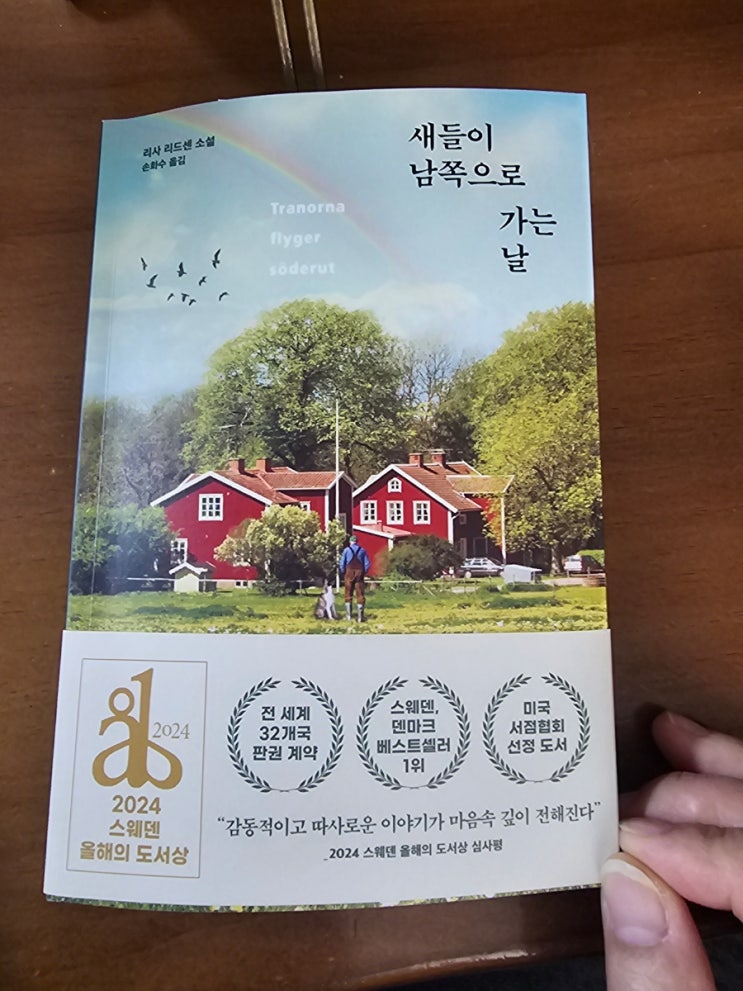 리사 리드센 소설
손화수 옮김
새들이
남쪽으로
가는
날
Tranorna
flyger
söderut
2024
2024
스웨덴
올해의 도서상
전 세계
32개국
판권 계약
스웨덴,
덴마크
베스트셀러
1위
미국
서점협회
선정 도서
“감동적이고 따사로운 이야기가 마음속 깊이 전해진다”
_2024 스웨덴 올해의 도서상 심사평